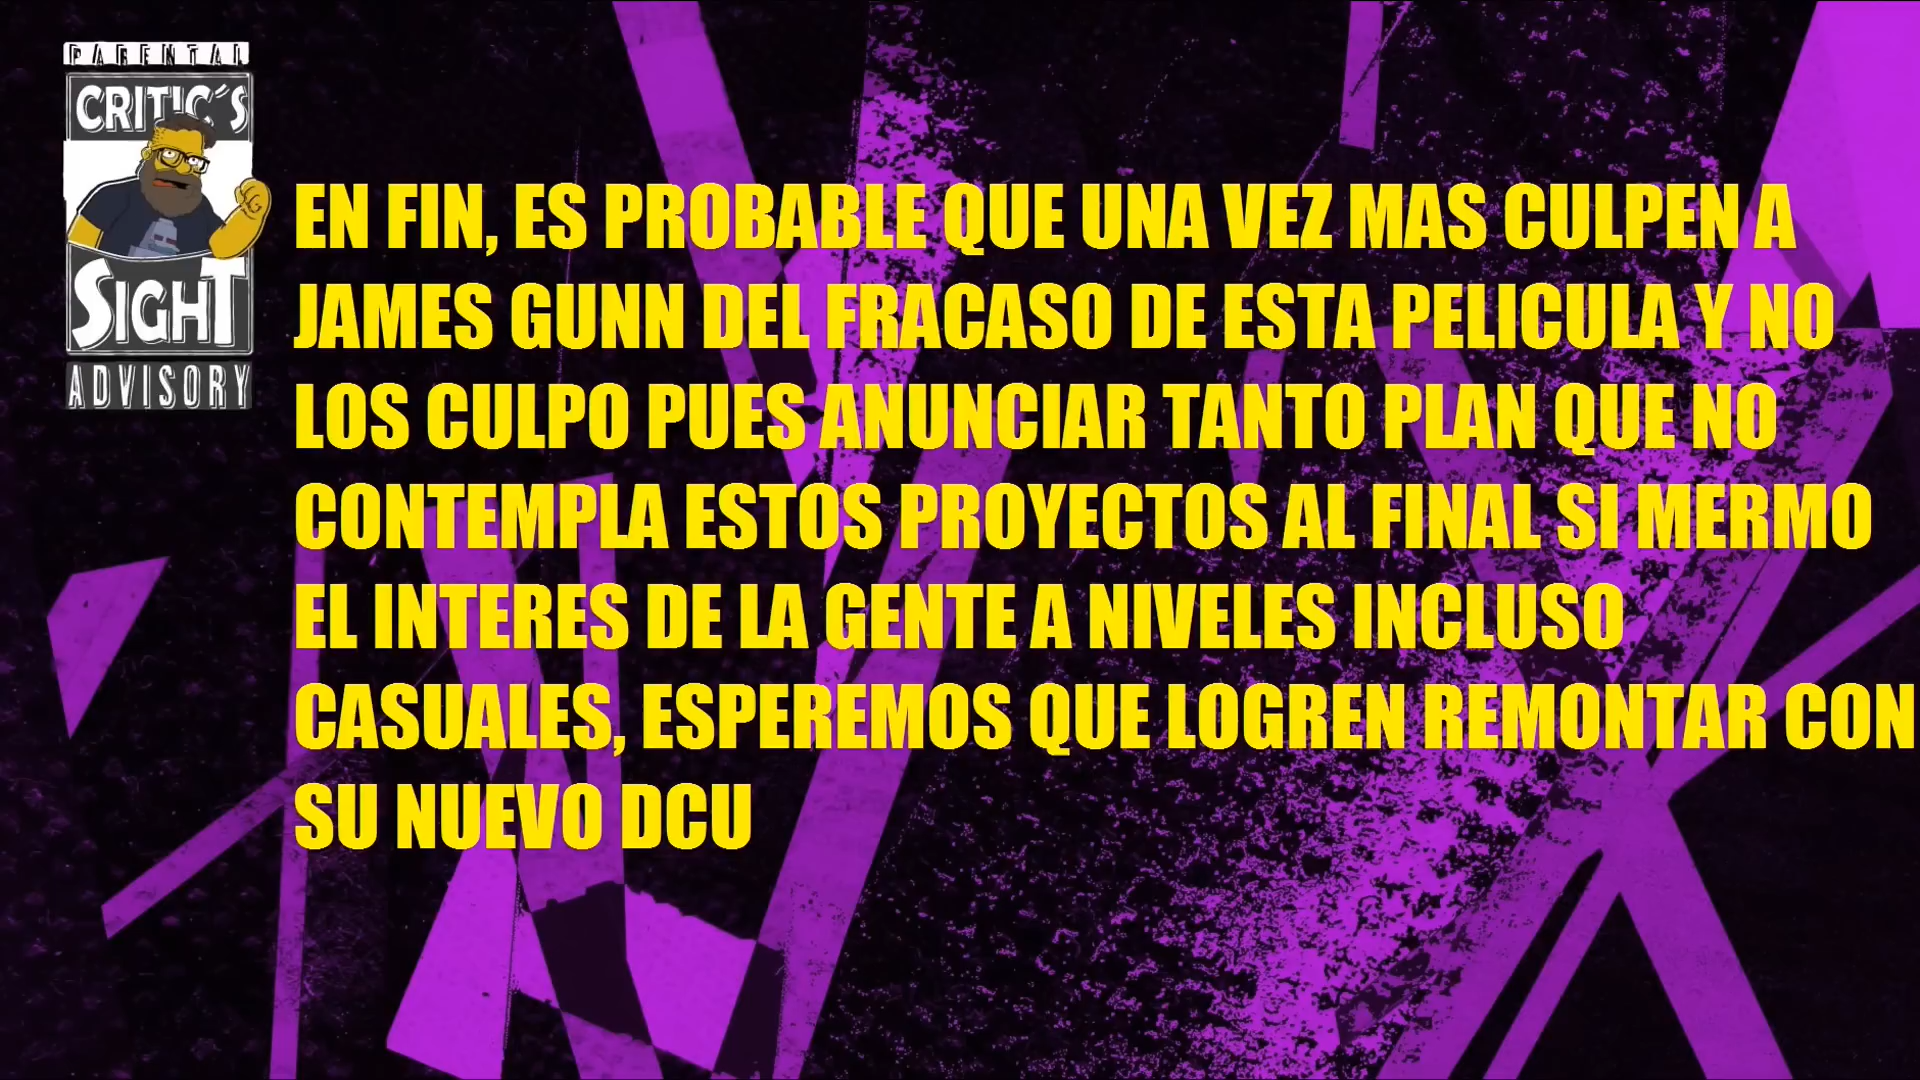 PARENTAL
CRITIC´S
SIGHT
ADVISORY
EN FIN, ES PROBABLE QUE UNA VEZ MAS CULPEN A
JAMES GUNN DEL FRACASO DE ESTA PELICULA Y NO
LOS CULPO PUES ANUNCIAR TANTO PLAN QUE NO
CONTEMPLA ESTOS PROYECTOS AL FINAL SI MERMO
EL INTERES DE LA GENTE A NIVELES INCLUSO
CASUALES, ESPEREMOS QUE LOGREN REMONTAR CON
SU NUEVO DCU